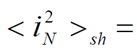 < i_N^2 >_sh =